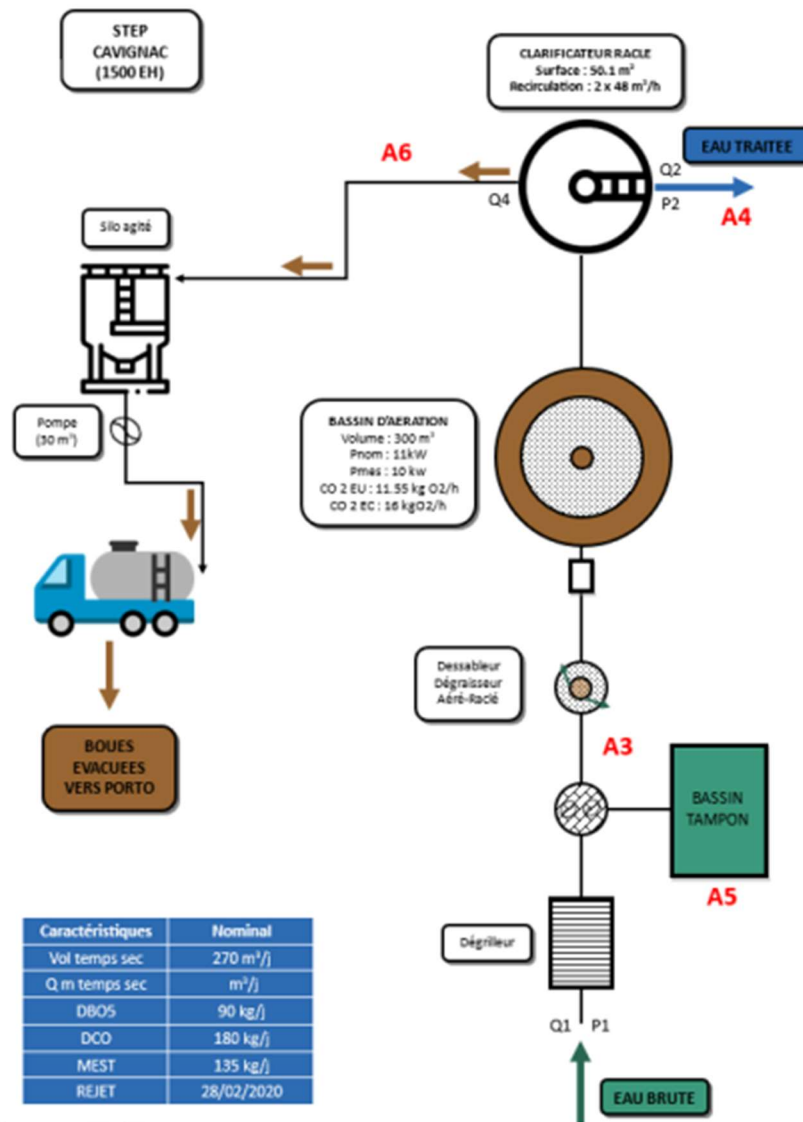 STEP
CAVIGNAC
(1500 EH)
CLARIFICATEUR RACLE
Surface : 50.1 m²
Recirculation : 2 x 48 m³/h
A6
EAU TRAITEE
Q4
Q2
P2
A4
Silo agité
Pompe
(30 m³)
BASSIN D'AERATION
Volume : 300 m³
Pnom : 11kW
Pmes : 10 kw
CO 2 EU : 11.55 kg O2/h
CO 2 EC : 16 kgO2/h
Dessableur
Dégraisseur
Aéré-Raclé
A3
BOUES
EVACUEES
VERS PORTO
BASSIN
TAMPON
A5
Dégrilleur
Caractéristiques Nominal
Vol temps sec 270 m³/j
Q m temps sec m³/j
DBO5 90 kg/j
DCO 180 kg/j
MEST 135 kg/j
REJET 28/02/2020
Q1 P1
EAU BRUTE